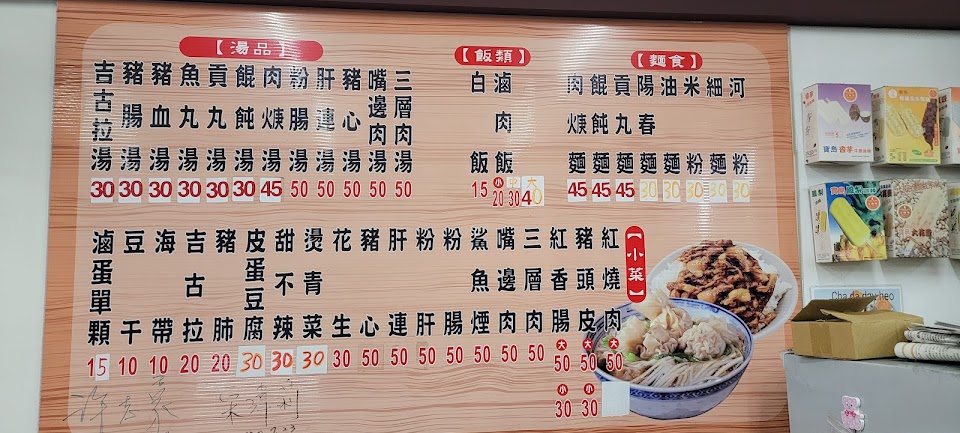 【麵食】
河粉 30
細麵 30
米粉 30
油麵 30
陽春麵 30
貢丸麵 45
餛飩麵 45
肉焿麵 45
【飯類】
滷肉飯 小20 中30 大40
白飯 15
【湯品】
三層肉湯 50
嘴邊肉湯 50
豬心湯 50
肝連湯 50
粉腸湯 50
肉焿湯 45
餛飩湯 30
貢丸湯 30
魚丸湯 30
豬血湯 30
豬腸湯 30
吉古拉湯 30
【小菜】
紅燒肉 大50
豬頭皮 大50 小30
紅香腸 大50 小30
三層肉 50
嘴邊肉 50
鯊魚煙 50
粉腸 50
粉肝 50
肝連 50
豬心 50
花生 30
燙青菜 30
甜不辣 30
皮蛋豆腐 30
豬肺 20
吉古拉 20
海帶 10
豆干 10
滷蛋單顆 15